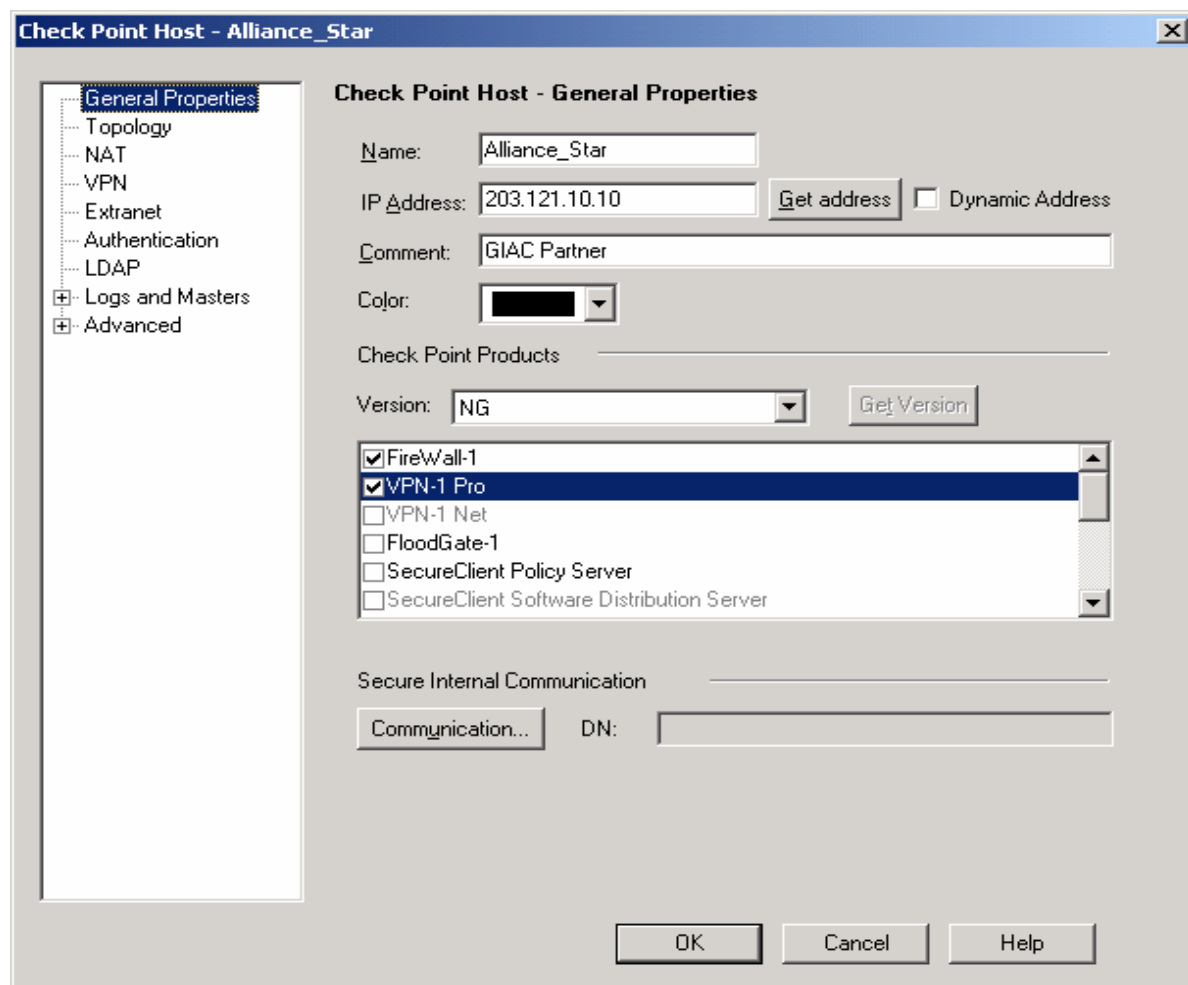 Check Point Host - Alliance_Star
General Properties
Topology
NAT
VPN
Extranet
Authentication
LDAP
Logs and Masters
Advanced
Check Point Host - General Properties
Name: Alliance_Star
IP Address: 203.121.10.10 Get address Dynamic Address
Comment: GIAC Partner
Color:
Check Point Products
Version: NG Get Version
FireWall-1
VPN-1 Pro
VPN-1 Net
FloodGate-1
SecureClient Policy Server
SecureClient Software Distribution Server
Secure Internal Communication
Communication... DN:
OK Cancel Help